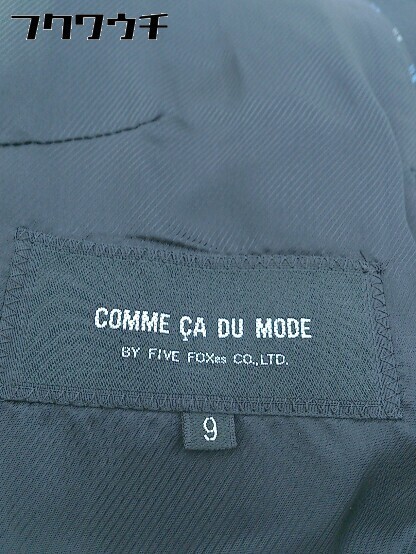 フクワウチ
COMME ÇA DU MODE
BY FIVE FOXes CO.,LTD.
9